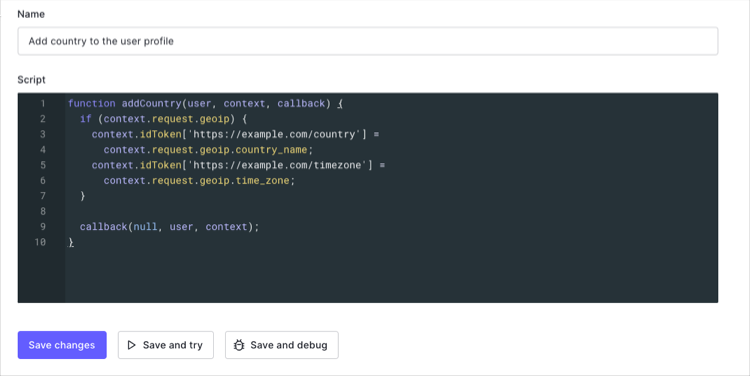 Name
Add country to the user profile
Script
1 function addCountry(user, context, callback) {
2 if (context.request.geoip) {
3 context.idToken['https://example.com/country'] =
4 context.request.geoip.country_name;
5 context.idToken['https://example.com/timezone'] =
6 context.request.geoip.time_zone;
7 }
8
9 callback(null, user, context);
10 }
Save changes Save and try Save and debug